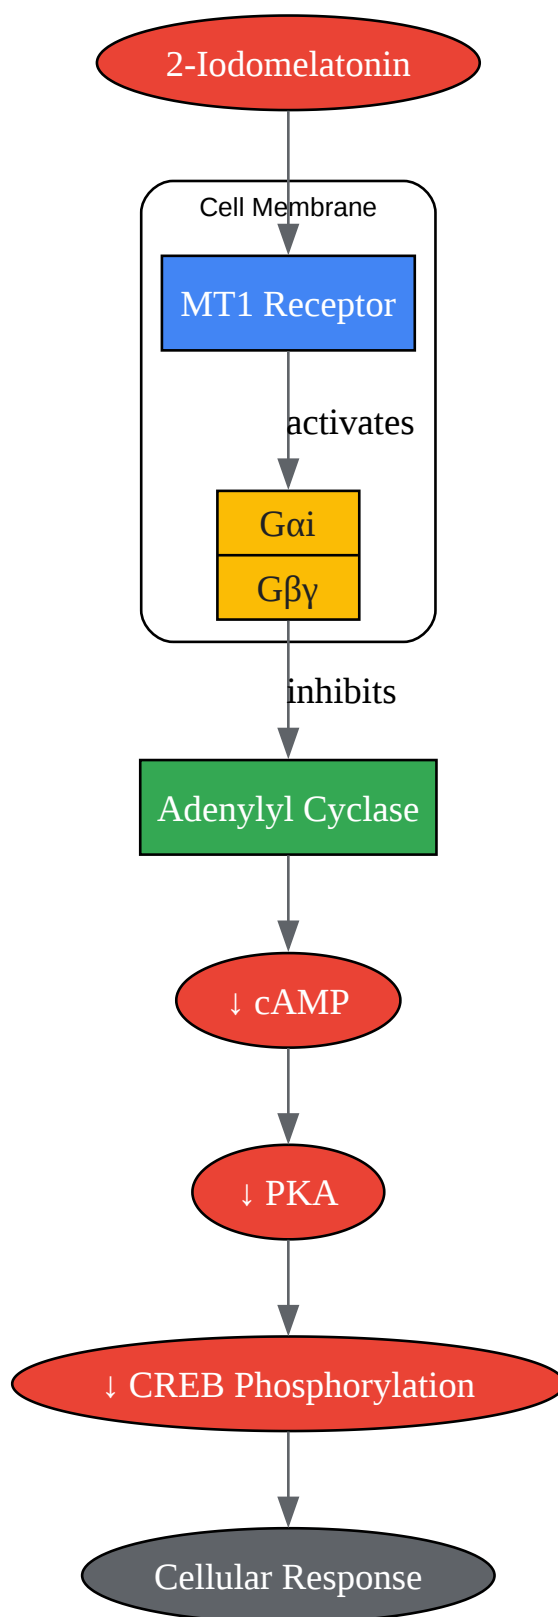 2-Iodomelatonin
Cell Membrane
MT1 Receptor
activates
Gαi
Gβγ
inhibits
Adenylyl Cyclase
↓ cAMP
↓ PKA
↓ CREB Phosphorylation
Cellular Response